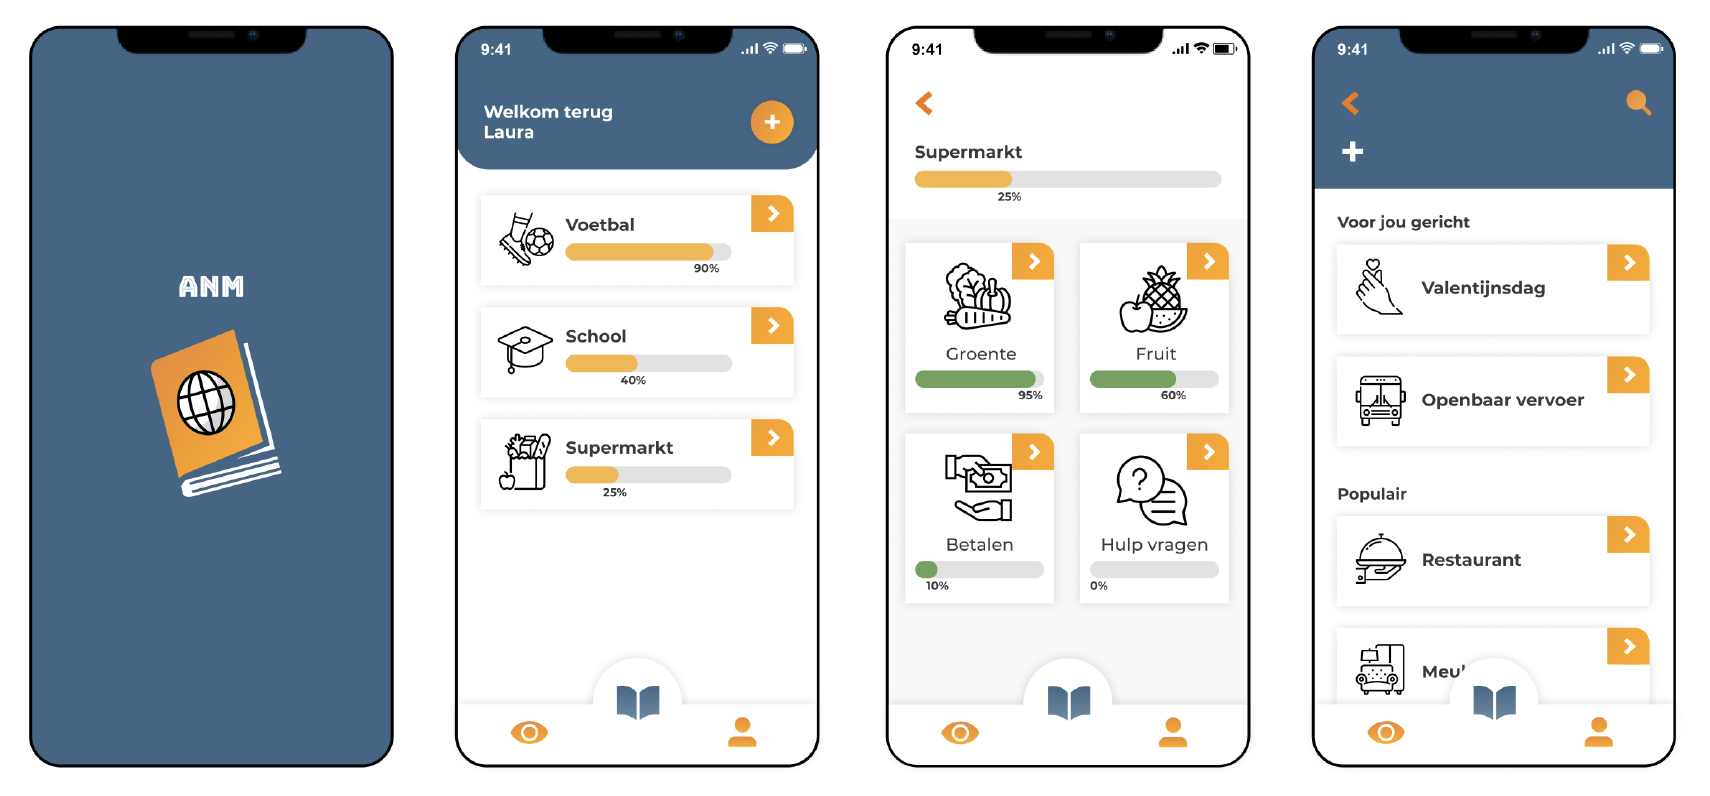 ANM
9:41
Welkom terug
Laura
Voetbal
90%
School
40%
Supermarkt
25%
9:41
Supermarkt
25%
Groente
95%
Fruit
60%
Betalen
10%
Hulp vragen
0%
9:41
Voor jou gericht
Valentijnsdag
Openbaar vervoer
Populair
Restaurant
Meu